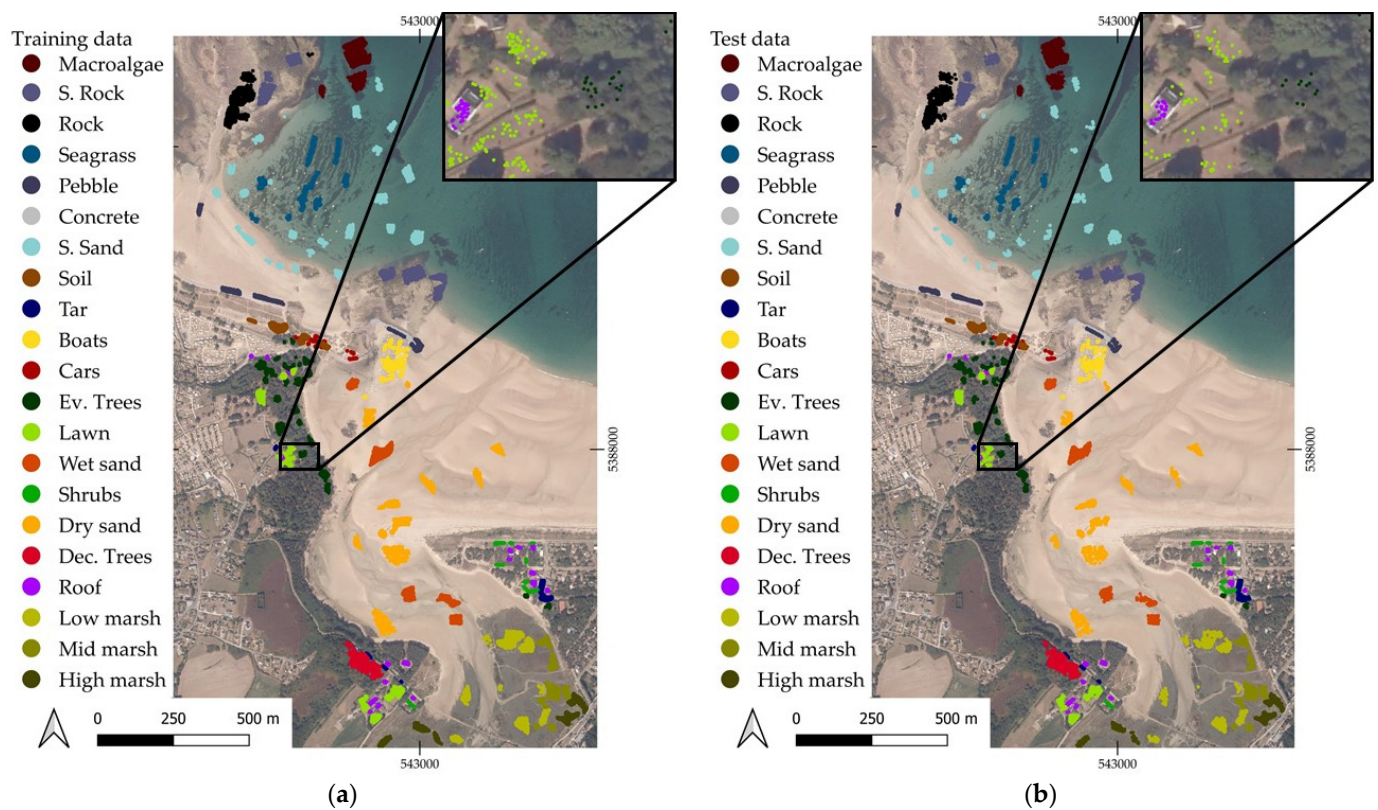 543000
Training data
Macroalgae
S. Rock
Rock
Seagrass
Pebble
Concrete
S. Sand
Soil
Tar
Boats
Cars
Ev. Trees
Lawn
Wet sand
Shrubs
Dry sand
Dec. Trees
Roof
Low marsh
Mid marsh
High marsh
5388000
0 250 500 m
543000
(a)
543000
Test data
Macroalgae
S. Rock
Rock
Seagrass
Pebble
Concrete
S. Sand
Soil
Tar
Boats
Cars
Ev. Trees
Lawn
Wet sand
Shrubs
Dry sand
Dec. Trees
Roof
Low marsh
Mid marsh
High marsh
5388000
0 250 500 m
543000
(b)